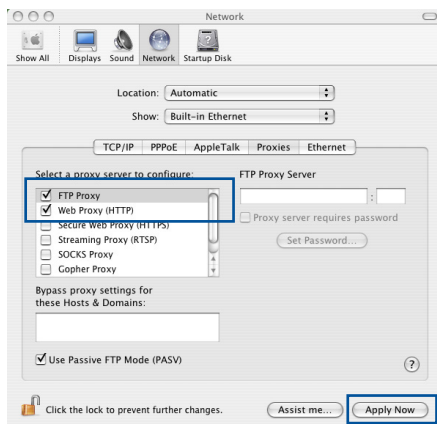 Network
Show All Displays Sound Network Startup Disk
Location: Automatic
Show: Built-in Ethernet
TCP/IP PPPoE AppleTalk Proxies Ethernet
Select a proxy server to configure:
FTP Proxy
Web Proxy (HTTP)
Secure Web Proxy (HTTPS)
Streaming Proxy (RTSP)
SOCKS Proxy
Gopher Proxy
FTP Proxy Server
:
Proxy server requires password
Set Password...
Bypass proxy settings for
these Hosts & Domains:
Use Passive FTP Mode (PASV)
?
Click the lock to prevent further changes.
Assist me...
Apply Now